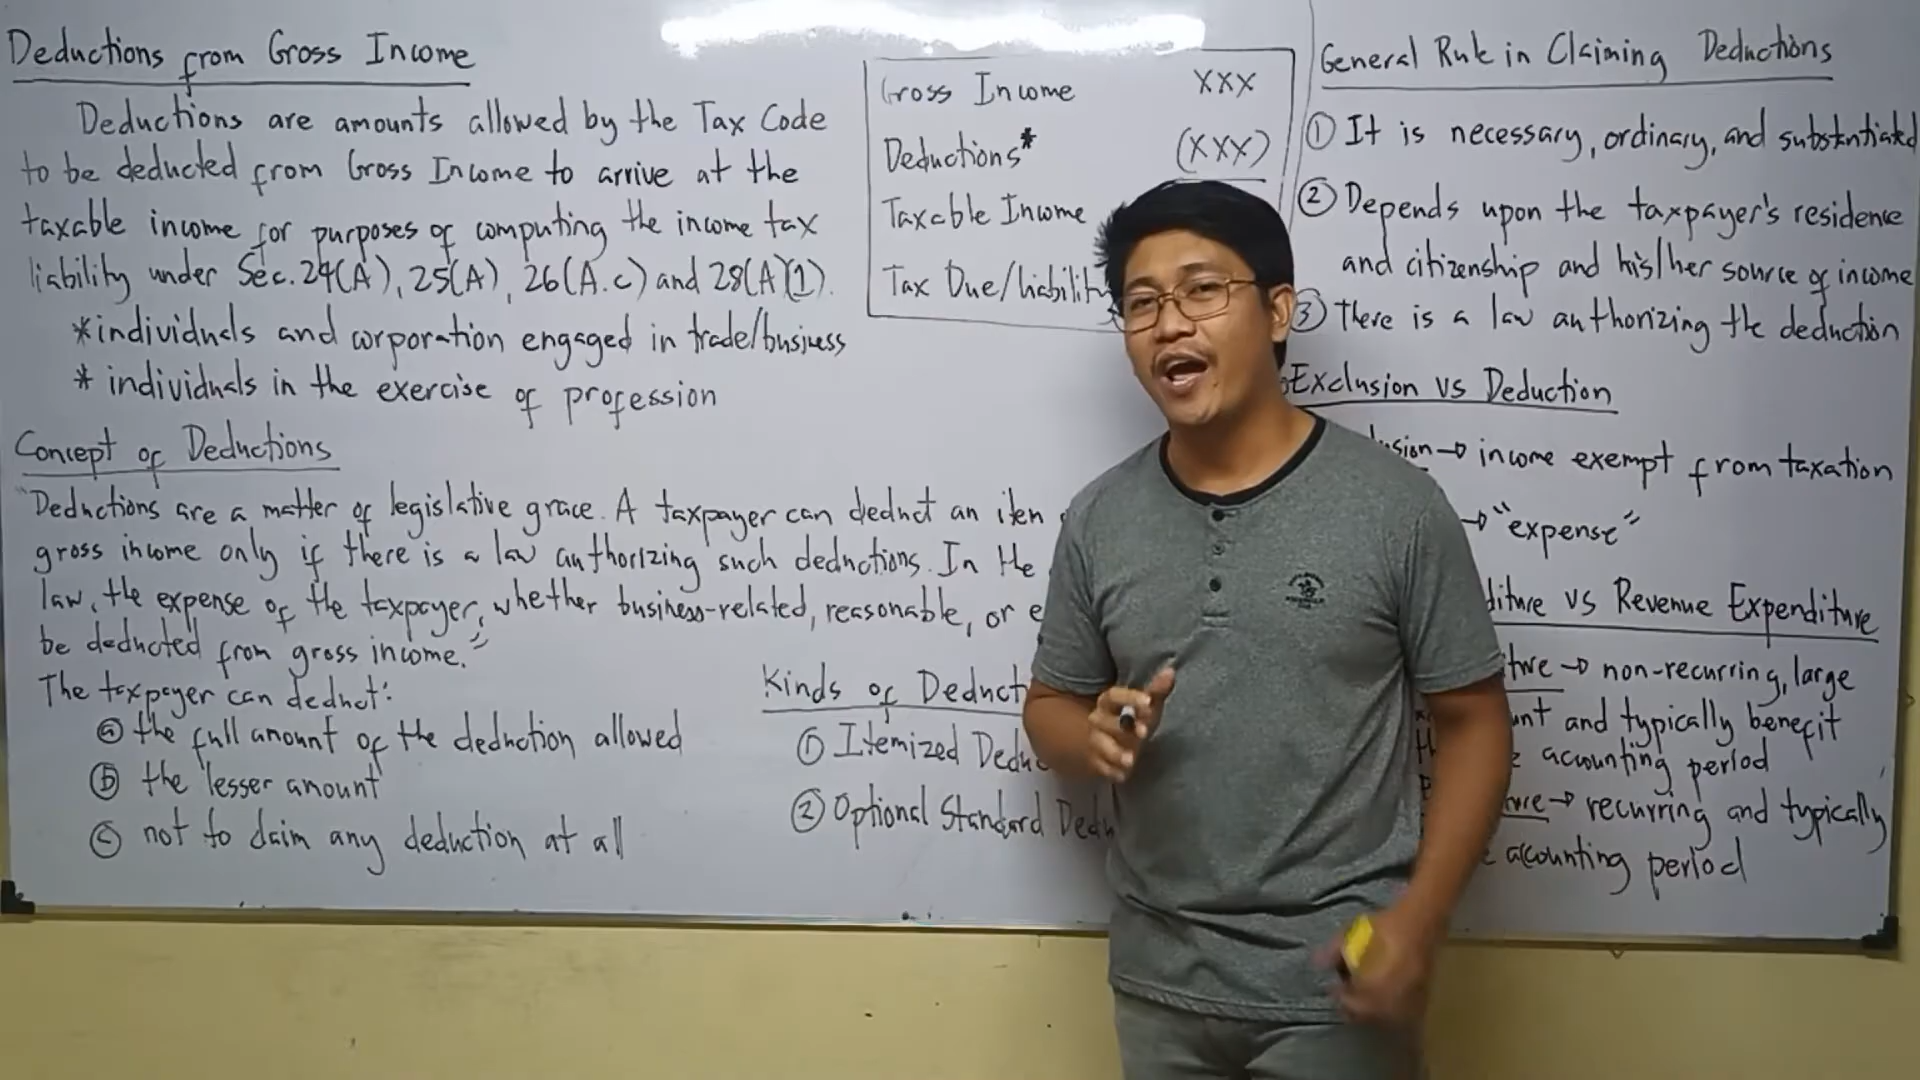 Deductions from Gross Income
Deductions are amounts allowed by the Tax Code
to be deducted from Gross Income to arrive at the
taxable income for purposes of computing the income tax
liability under Sec. 24(A), 25(A), 26(A.c) and 28(A)(1).
*individuals and corporation engaged in trade/business
* individuals in the exercise of profession
Concept of Deductions
"Deductions are a matter of legislative grace. A taxpayer can deduct an item
gross income only if there is a law authorizing such deductions. In the
law, the expense of the taxpayer, whether business-related, reasonable, or e
be deducted from gross income."
The taxpayer can deduct:
a the full amount of the deduction allowed
b the lesser amount
c not to claim any deduction at all
Gross Income XXX
Deductions* (XXX)
Taxable Income
Tax Due/liability
Kinds of Deduct
1 Itemized Deduc
2 Optional Standard Dedu
General Rule in Claiming Deductions
1 It is necessary, ordinary, and substantiated
2 Depends upon the taxpayer's residence
and citizenship and his/her source of income
3 There is a law authorizing the deduction
Exclusion vs Deduction
usion → income exempt from taxation
→ "expense"
diture vs Revenue Expenditure
ture → non-recurring, large
unt and typically benefit
accounting period
ture → recurring and typically
accounting period